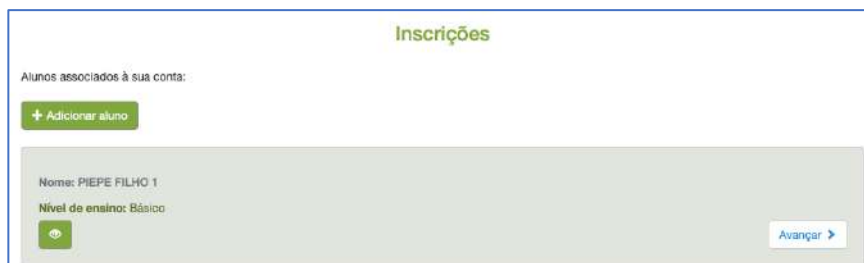 Inscrições
Alunos associados à sua conta:
+ Adicionar aluno
Nome: PIEPE FILHO 1
Nível de ensino: Básico
Avançar >